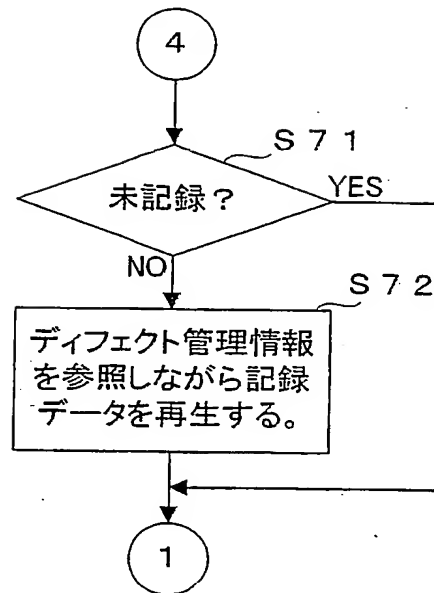 ４
Ｓ７１
未記録？
YES
NO
Ｓ７２
ディフェクト管理情報
を参照しながら記録
データを再生する。
１